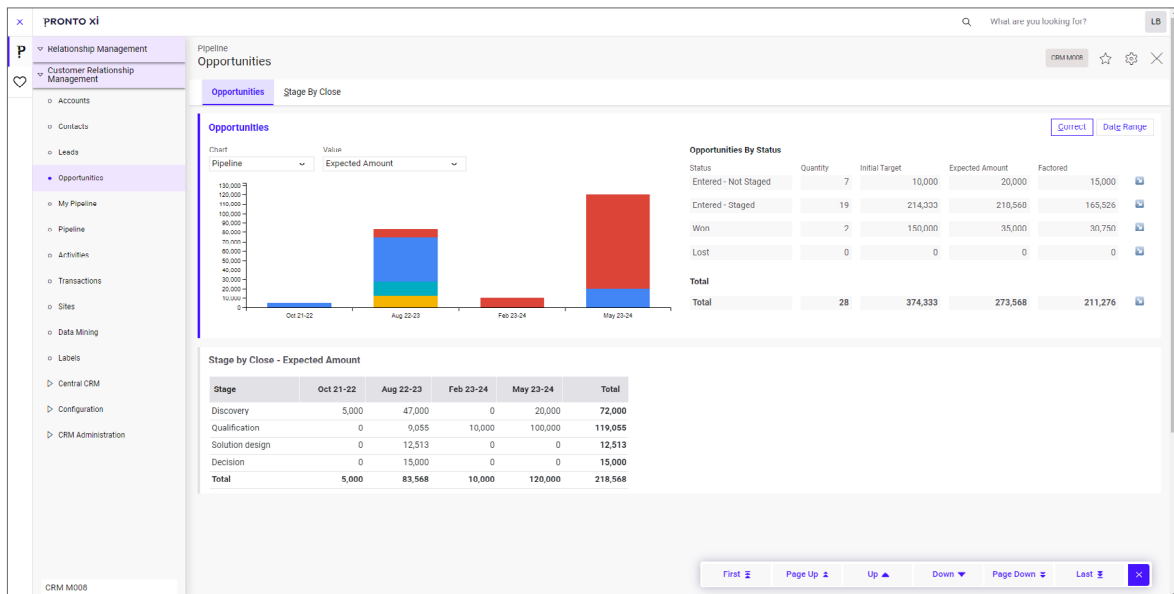 PRONTO XI
What are you looking for?
LB
Relationship Management
Customer Relationship
Management
Accounts
Contacts
Leads
Opportunities
My Pipeline
Pipeline
Activities
Transactions
Sites
Data Mining
Labels
Central CRM
Configuration
CRM Administration
CRM M008
Pipeline
Opportunities
CRM M008
Opportunities Stage By Close
Opportunities
Correct Date Range
Chart Value
Pipeline Expected Amount
130,000
120,000
110,000
100,000
90,000
80,000
70,000
60,000
50,000
40,000
30,000
20,000
10,000
0
Oct 21-22 Aug 22-23 Feb 23-24 May 23-24
Opportunities By Status
Status Quantity Initial Target Expected Amount Factored
Entered - Not Staged 7 10,000 20,000 15,000
Entered - Staged 19 214,333 218,568 165,526
Won 2 150,000 35,000 30,750
Lost 0 0 0 0
Total
Total 28 374,333 273,568 211,276
Stage by Close - Expected Amount
Stage Oct 21-22 Aug 22-23 Feb 23-24 May 23-24 Total
Discovery 5,000 47,000 0 20,000 72,000
Qualification 0 9,055 10,000 100,000 119,055
Solution design 0 12,513 0 0 12,513
Decision 0 15,000 0 0 15,000
Total 5,000 83,568 10,000 120,000 218,568
First Page Up Up Down Page Down Last